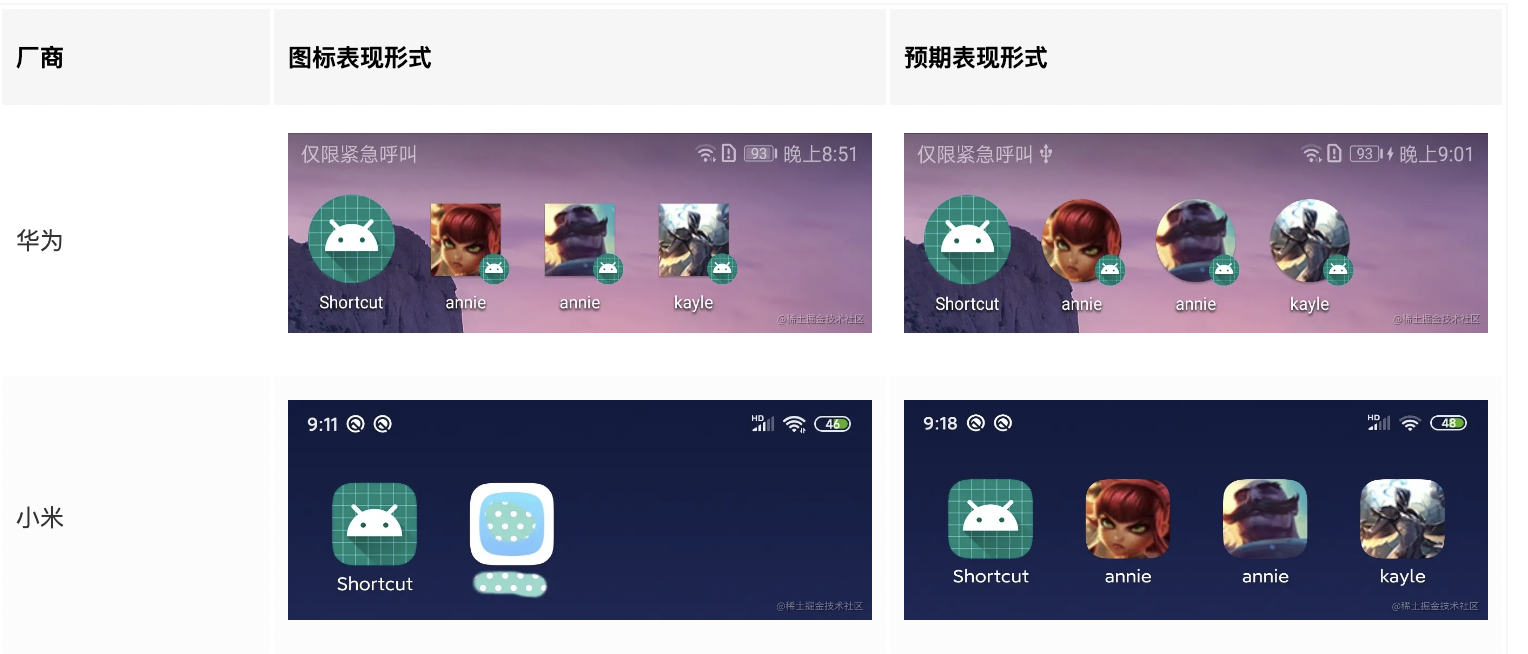 厂商 图标表现形式 预期表现形式
华为
仅限紧急呼叫 93 晚上8:51
Shortcut annie annie kayle
@稀土掘金技术社区
仅限紧急呼叫 93 晚上9:01
Shortcut annie annie kayle
@稀土掘金技术社区
小米
9:11 HD 46
Shortcut
@稀土掘金技术社区
9:18 HD 48
Shortcut annie annie kayle
@稀土掘金技术社区